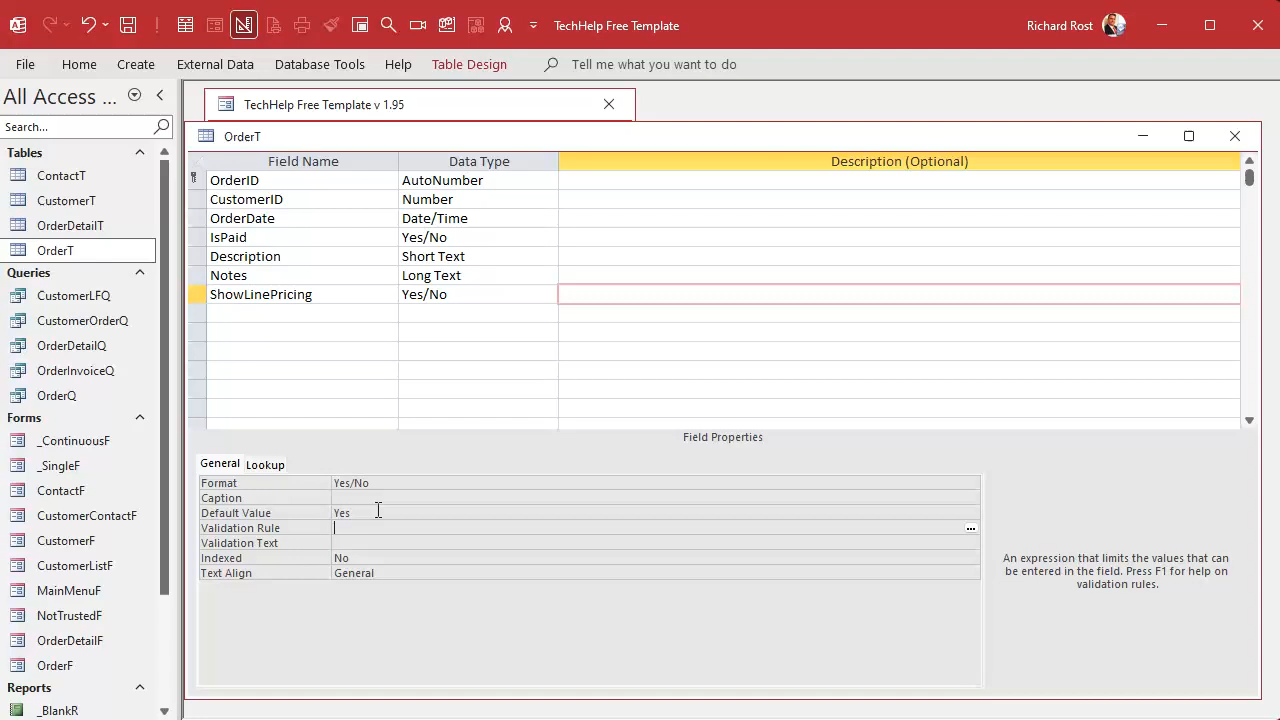 TechHelp Free Template
Richard Rost
File Home Create External Data Database Tools Help Table Design Tell me what you want to do
All Access ...
Search...
Tables
ContactT
CustomerT
OrderDetailT
OrderT
Queries
CustomerLFQ
CustomerOrderQ
OrderDetailQ
OrderInvoiceQ
OrderQ
Forms
_ContinuousF
_SingleF
ContactF
CustomerContactF
CustomerF
CustomerListF
MainMenuF
NotTrustedF
OrderDetailF
OrderF
Reports
_BlankR
TechHelp Free Template v 1.95
OrderT
Field Name Data Type Description (Optional)
OrderID AutoNumber
CustomerID Number
OrderDate Date/Time
IsPaid Yes/No
Description Short Text
Notes Long Text
ShowLinePricing Yes/No
Field Properties
General Lookup
Format Yes/No
Caption
Default Value Yes
Validation Rule ...
Validation Text
Indexed No
Text Align General
An expression that limits the values that can
be entered in the field. Press F1 for help on
validation rules.